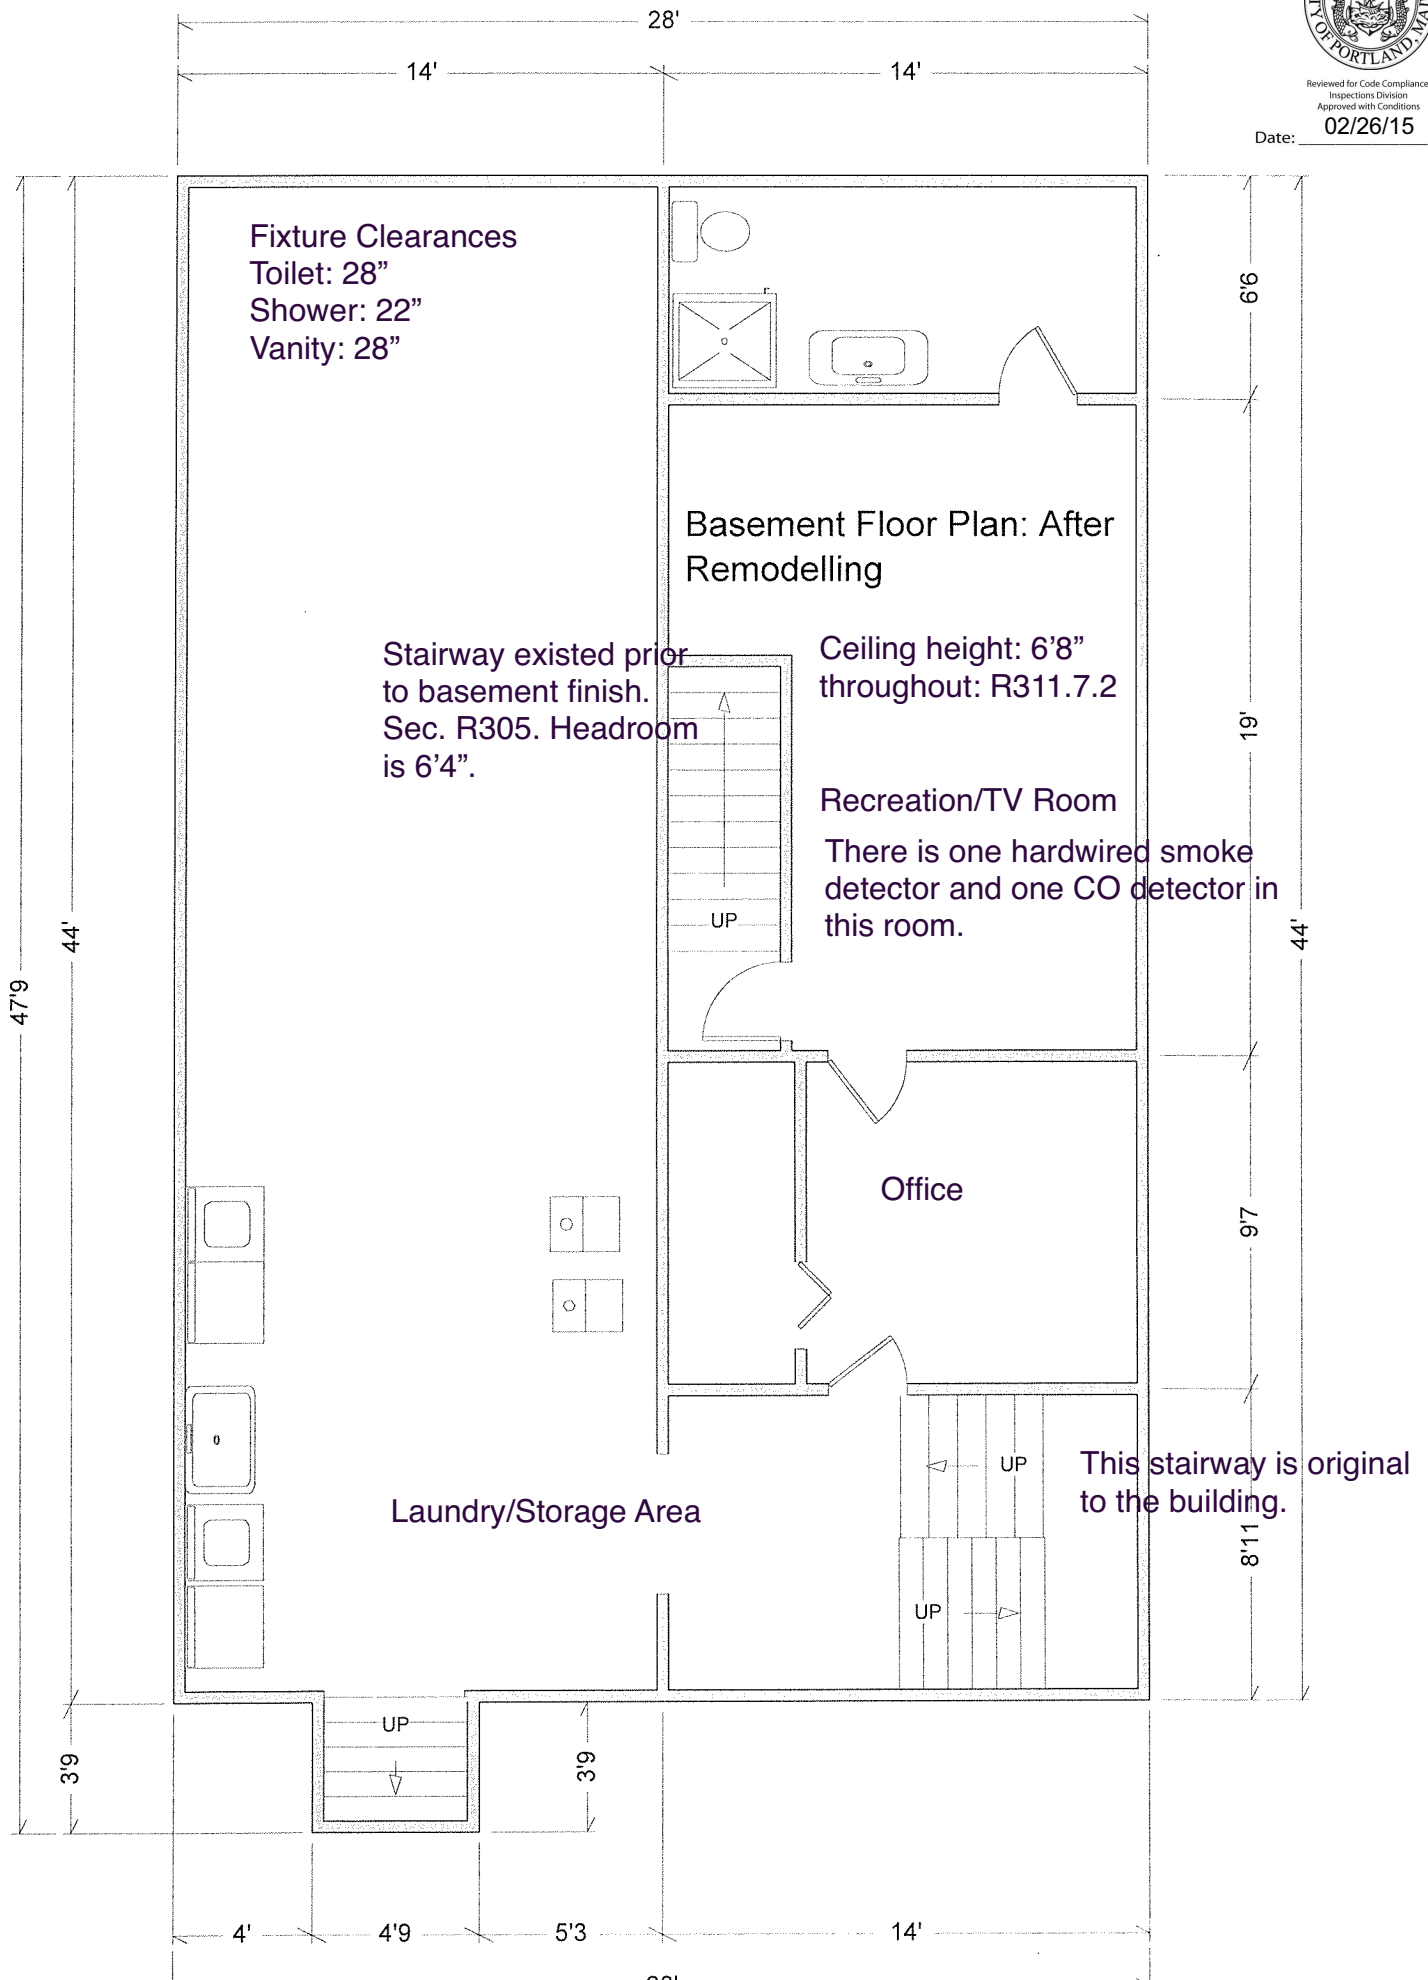 28'
14'
14'
TY OF PORTLAND, MA
Reviewed for Code Compliance
Inspections Division
Approved with Conditions
Date: 02/26/15
Fixture Clearances
Toilet: 28”
Shower: 22”
Vanity: 28”
6'6
Basement Floor Plan: After
Remodelling
Stairway existed prior
to basement finish.
Sec. R305. Headroom
is 6’4”.
Ceiling height: 6’8”
throughout: R311.7.2
19'
Recreation/TV Room
There is one hardwired smoke
detector and one CO detector in
this room.
UP
44'
44'
47'9
Office
9'7
UP
This stairway is original
to the building.
Laundry/Storage Area
8'11
UP
UP
3'9
3'9
4'
4'9
5'3
14'